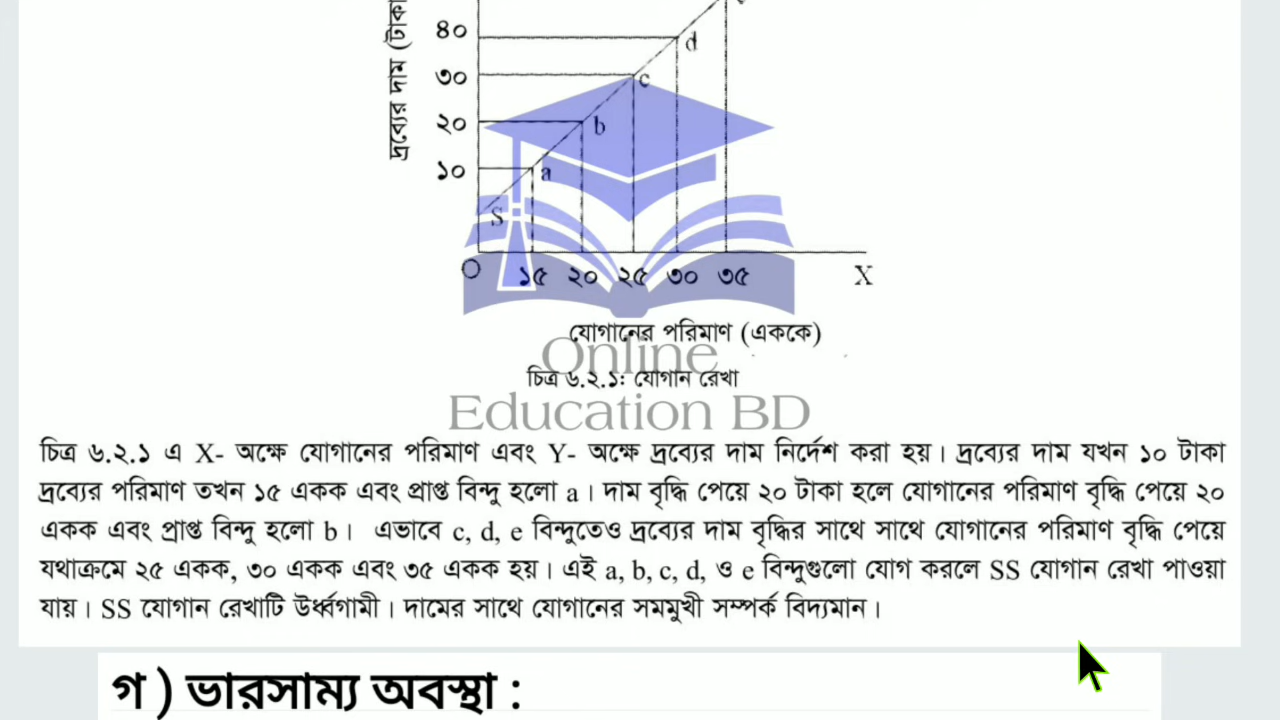 দ্রব্যের দাম (টাকা
৪০
৩০
২০
১০
d
c
b
a
S
O
১৫ ২০ ২৫ ৩০ ৩৫ X
যোগানের পরিমাণ (এককে)
Online
চিত্র ৬.২.১: যোগান রেখা
Education BD
চিত্র ৬.২.১ এ X- অক্ষে যোগানের পরিমাণ এবং Y- অক্ষে দ্রব্যের দাম নির্দেশ করা হয়। দ্রব্যের দাম যখন ১০ টাকা
দ্রব্যের পরিমাণ তখন ১৫ একক এবং প্রাপ্ত বিন্দু হলো a। দাম বৃদ্ধি পেয়ে ২০ টাকা হলে যোগানের পরিমাণ বৃদ্ধি পেয়ে ২০
একক এবং প্রাপ্ত বিন্দু হলো b। এভাবে c, d, e বিন্দুতেও দ্রব্যের দাম বৃদ্ধির সাথে সাথে যোগানের পরিমাণ বৃদ্ধি পেয়ে
যথাক্রমে ২৫ একক, ৩০ একক এবং ৩৫ একক হয়। এই a, b, c, d, ও e বিন্দুগুলো যোগ করলে SS যোগান রেখা পাওয়া
যায়। SS যোগান রেখাটি উর্ধ্বগামী। দামের সাথে যোগানের সমমুখী সম্পর্ক বিদ্যমান।
গ ) ভারসাম্য অবস্থা :